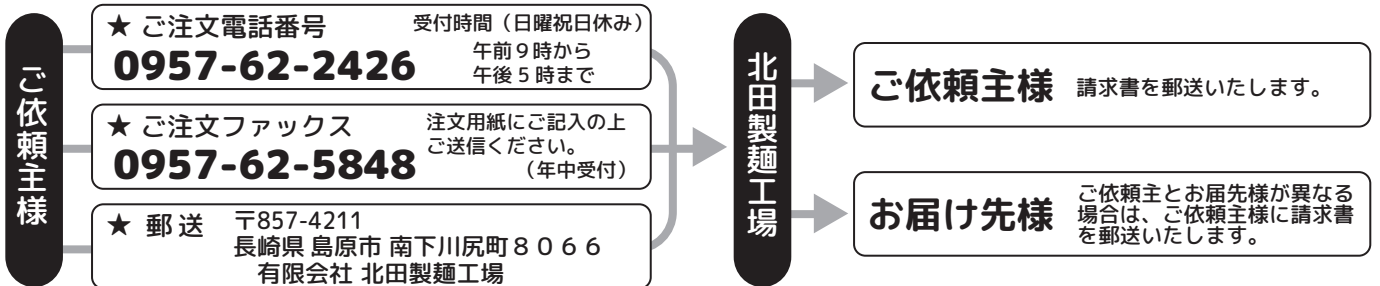 ご依頼主様
★ ご注文電話番号
0957-62-2426
受付時間（日曜祝日休み）
午前９時から
午後５時まで
★ ご注文ファックス
0957-62-5848
注文用紙にご記入の上
ご送信ください。
（年中受付）
★ 郵送
〒857-4211
長崎県 島原市 南下川尻町８０６６
有限会社 北田製麺工場
北田製麺工場
ご依頼主様
請求書を郵送いたします。
お届け先様
ご依頼主とお届先様が異なる
場合は、ご依頼主様に請求書
を郵送いたします。